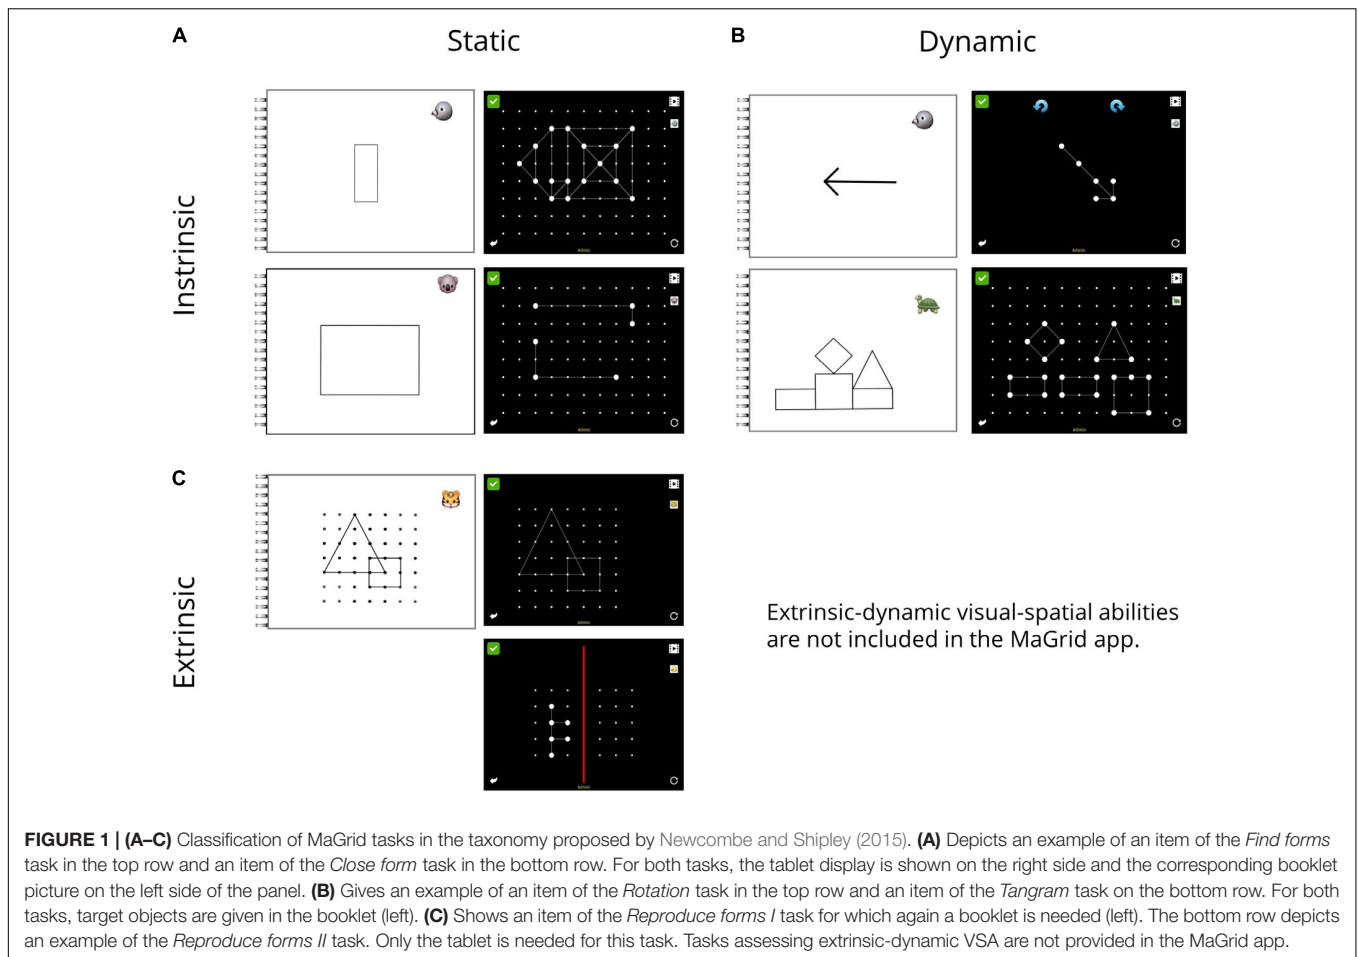 A
Static
B
Dynamic
Instrinsic
Admin
Admin
Admin
Admin
C
Extrinsic
Admin
Extrinsic-dynamic visual-spatial abilities
are not included in the MaGrid app.
Admin
FIGURE 1 | (A–C) Classification of MaGrid tasks in the taxonomy proposed by Newcombe and Shipley (2015). (A) Depicts an example of an item of the Find forms
task in the top row and an item of the Close form task in the bottom row. For both tasks, the tablet display is shown on the right side and the corresponding booklet
picture on the left side of the panel. (B) Gives an example of an item of the Rotation task in the top row and an item of the Tangram task on the bottom row. For both
tasks, target objects are given in the booklet (left). (C) Shows an item of the Reproduce forms I task for which again a booklet is needed (left). The bottom row depicts
an example of the Reproduce forms II task. Only the tablet is needed for this task. Tasks assessing extrinsic-dynamic VSA are not provided in the MaGrid app.